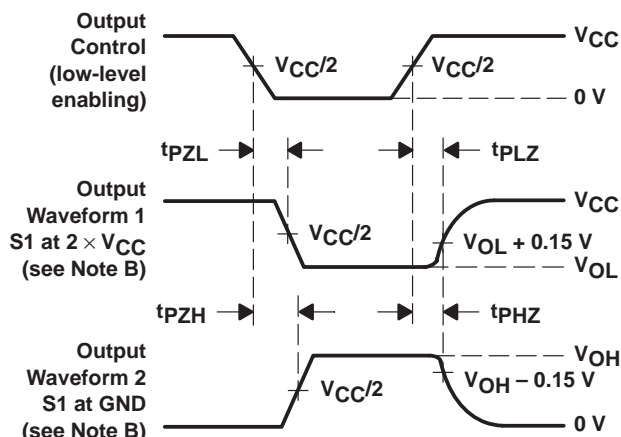 Output
Control
(low-level
enabling)
VCC
VCC/2
VCC/2
0 V
tPZL
tPLZ
Output
Waveform 1
S1 at 2 × VCC
(see Note B)
VCC
VCC/2
VOL + 0.15 V
VOL
tPZH
tPHZ
Output
Waveform 2
S1 at GND
(see Note B)
VOH
VCC/2
VOH – 0.15 V
0 V